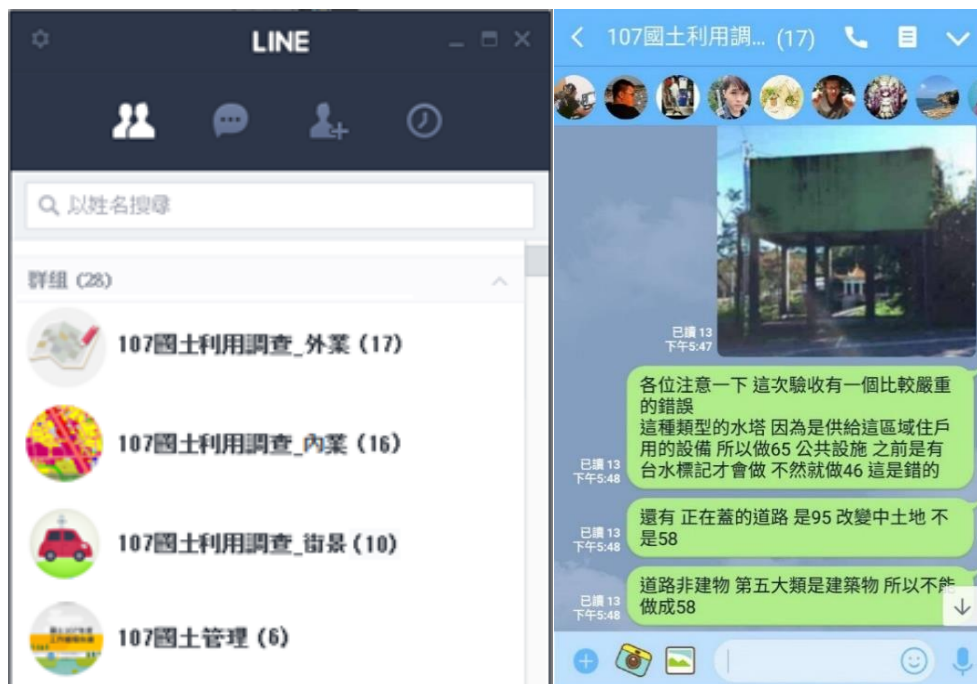 LINE
以姓名搜尋
群組 (28)
107國土利用調查_外業 (17)
107國土利用調查_內業 (16)
107國土利用調查_街景 (10)
107國土管理 (6)
107國土利用調... (17)
已讀 13
下午5:47
各位注意一下 這次驗收有一個比較嚴重
的錯誤
這種類型的水塔 因為是供給這區域住戶
用的設備 所以做65 公共設施 之前是有
台水標記才會做 不然就做46 這是錯的
已讀 13
下午5:48
還有 正在蓋的道路 是95 改變中土地 不
是58
已讀 13
下午5:48
道路非建物 第五大類是建築物 所以不能
做成58
已讀 13
下午5:48